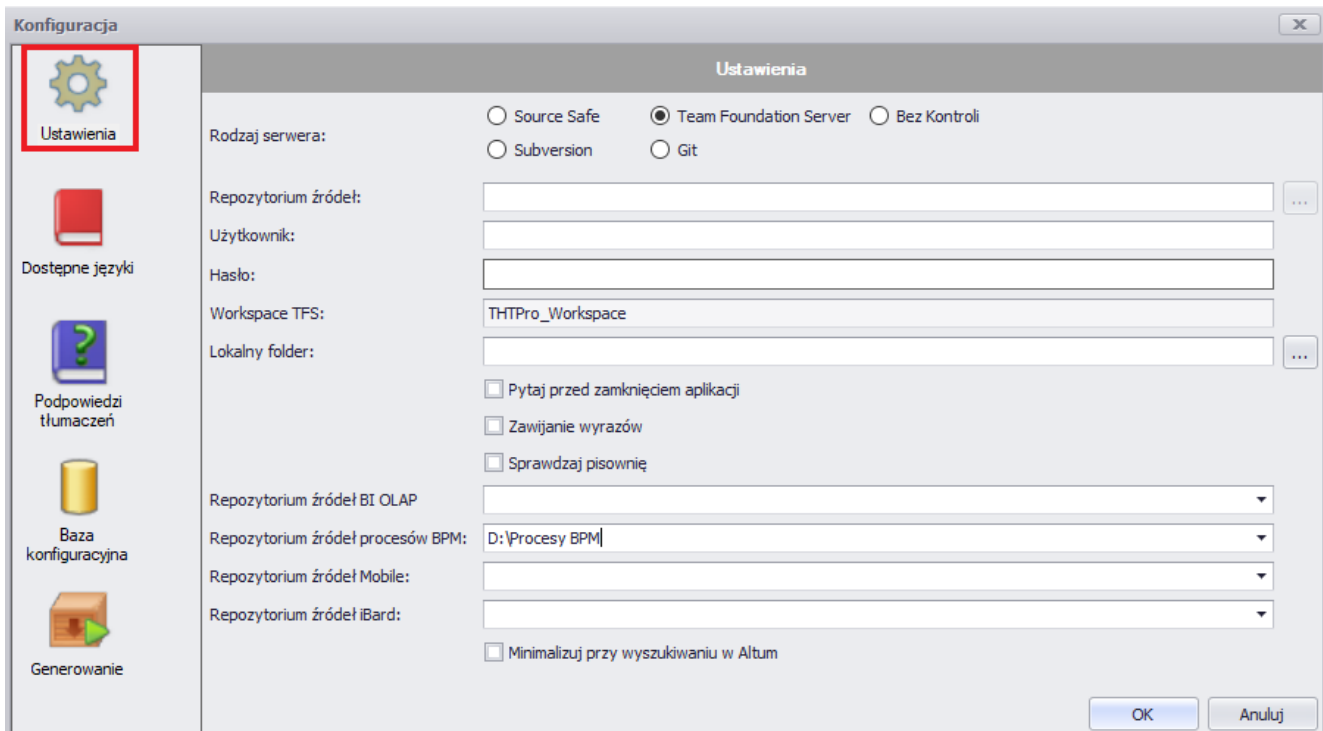 Konfiguracja
Ustawienia
Dostępne języki
Podpowiedzi
tłumaczeń
Baza
konfiguracyjna
Generowanie
Ustawienia
Rodzaj serwera:
Source Safe Team Foundation Server Bez Kontroli
Subversion Git
Repozytorium źródeł: ...
Użytkownik:
Hasło:
Workspace TFS: THTPro_Workspace
Lokalny folder: ...
Pytaj przed zamknięciem aplikacji
Zawijanie wyrazów
Sprawdzaj pisownię
Repozytorium źródeł BI OLAP
Repozytorium źródeł procesów BPM: D:\Procesy BPM
Repozytorium źródeł Mobile:
Repozytorium źródeł iBard:
Minimalizuj przy wyszukiwaniu w Altum
OK Anuluj